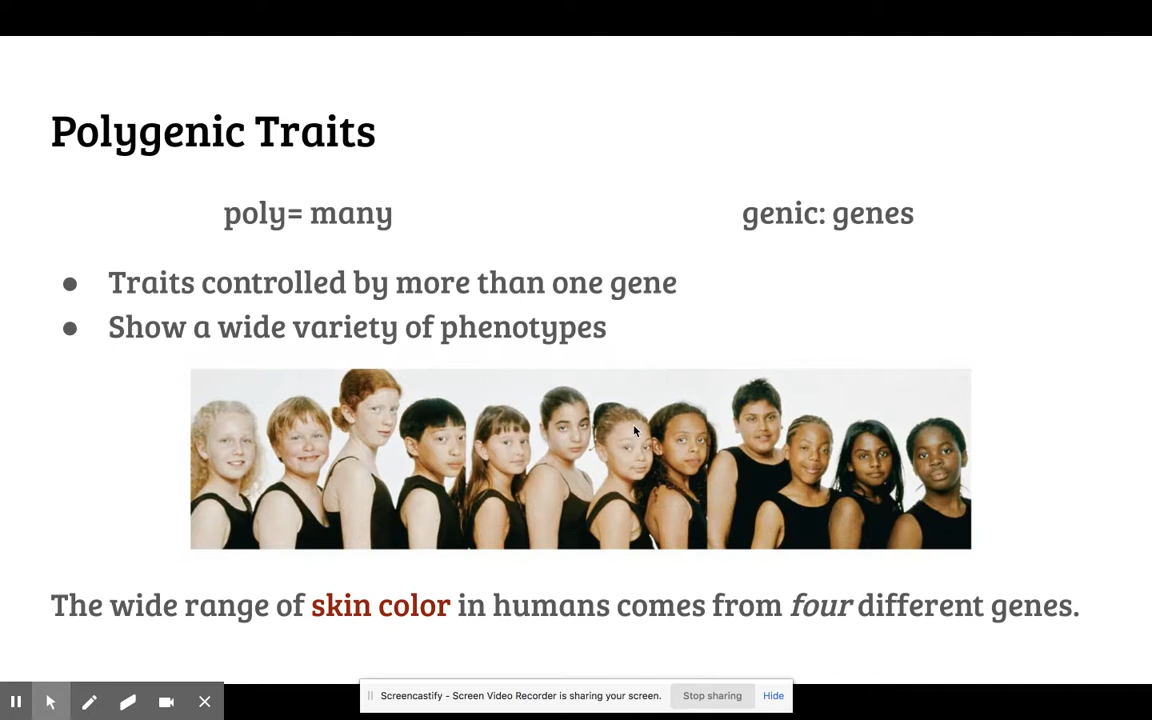 Polygenic Traits
poly= many genic: genes
● Traits controlled by more than one gene
● Show a wide variety of phenotypes
The wide range of skin color in humans comes from four different genes.
Screencastify - Screen Video Recorder is sharing your screen. Stop sharing Hide